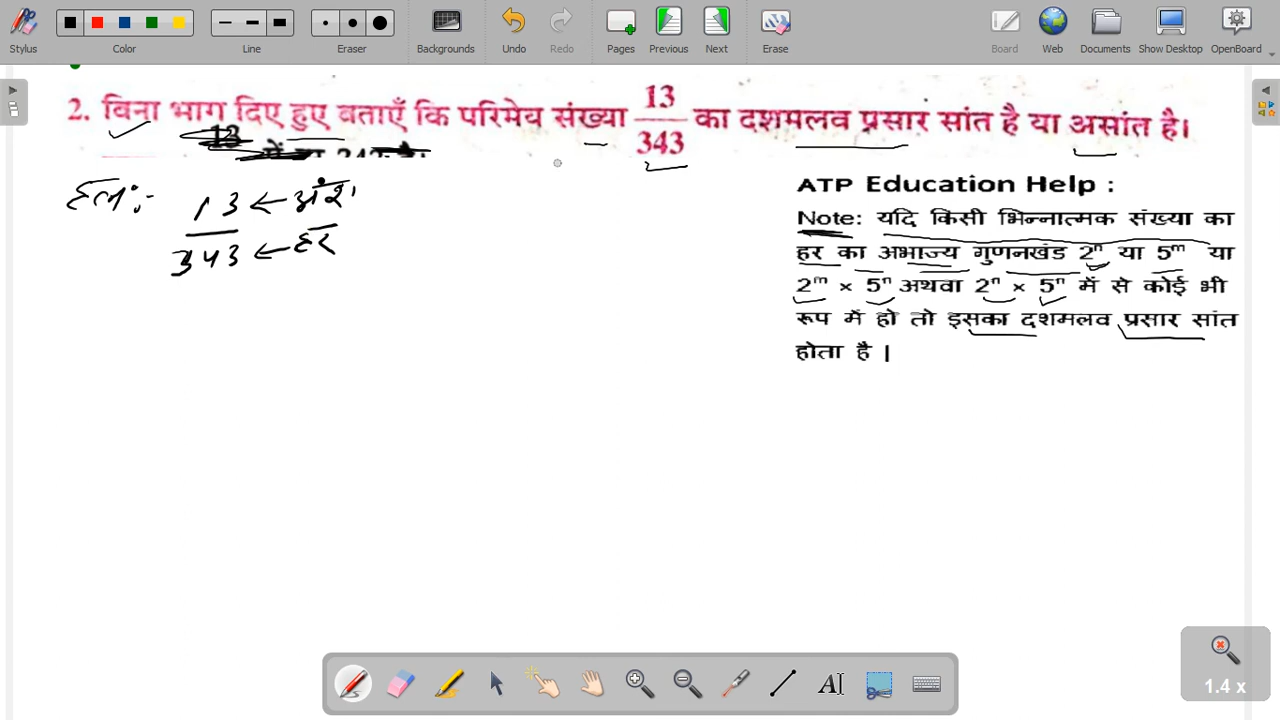 Stylus
Color
Line
Eraser
Backgrounds
Undo
Redo
Pages
Previous
Next
Erase
Board
Web
Documents
Show Desktop
OpenBoard
2. विना भाग दिए हुए बताएँ कि परिमेय संख्या 13/343 का दशमलव प्रसार सांत है या असांत है।
हल :-
13 ← अंश
343 ← हर
ATP Education Help :
Note: यदि किसी भिन्नात्मक संख्या का
हर का अभाज्य गुणनखंड 2ⁿ या 5ᵐ या
2ᵐ × 5ⁿ अथवा 2ⁿ × 5ⁿ में से कोई भी
रूप में हो तो इसका दशमलव प्रसार सांत
होता है |
1.4 x